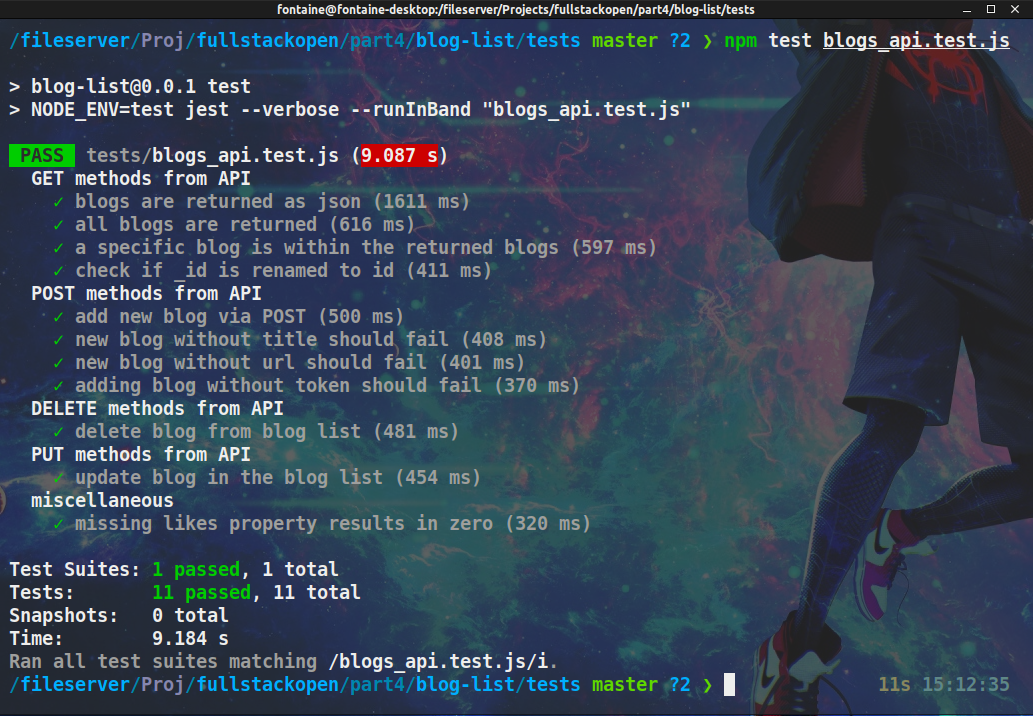 fontaine@fontaine-desktop:/fileserver/Projects/fullstackopen/part4/blog-list/tests
/fileserver/Proj/fullstackopen/part4/blog-list/tests master ?2 ❯ npm test blogs_api.test.js
> blog-list@0.0.1 test
> NODE_ENV=test jest --verbose --runInBand "blogs_api.test.js"
PASS tests/blogs_api.test.js (9.087 s)
GET methods from API
✓ blogs are returned as json (1611 ms)
✓ all blogs are returned (616 ms)
✓ a specific blog is within the returned blogs (597 ms)
✓ check if _id is renamed to id (411 ms)
POST methods from API
✓ add new blog via POST (500 ms)
✓ new blog without title should fail (408 ms)
✓ new blog without url should fail (401 ms)
✓ adding blog without token should fail (370 ms)
DELETE methods from API
✓ delete blog from blog list (481 ms)
PUT methods from API
✓ update blog in the blog list (454 ms)
miscellaneous
✓ missing likes property results in zero (320 ms)
Test Suites: 1 passed, 1 total
Tests: 11 passed, 11 total
Snapshots: 0 total
Time: 9.184 s
Ran all test suites matching /blogs_api.test.js/i.
/fileserver/Proj/fullstackopen/part4/blog-list/tests master ?2 ❯ 11s 15:12:35